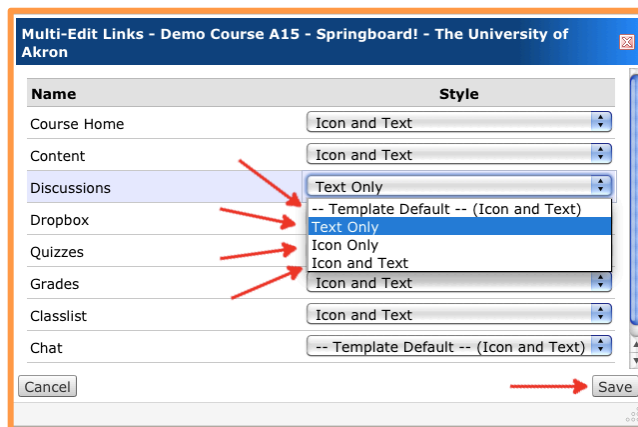 Multi-Edit Links - Demo Course A15 - Springboard! - The University of
Akron
Name Style
Course Home Icon and Text
Content Icon and Text
Discussions Text Only
-- Template Default -- (Icon and Text)
Dropbox Text Only
Quizzes Icon Only
Icon and Text
Grades Icon and Text
Classlist Icon and Text
Chat -- Template Default -- (Icon and Text)
Cancel Save